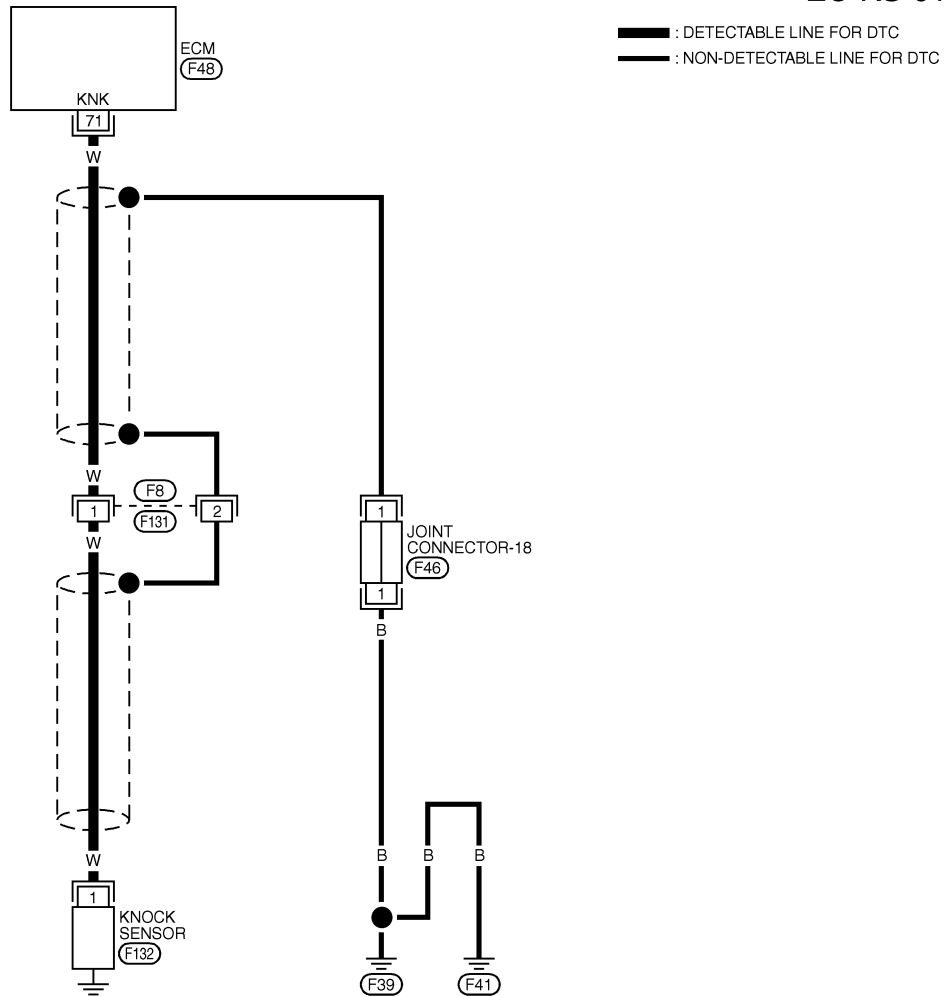 : DETECTABLE LINE FOR DTC
: NON-DETECTABLE LINE FOR DTC
ECM
F48
KNK
71
W
W
1
F8
F131
2
W
1
JOINT
CONNECTOR-18
F46
1
B
W
B
B
B
1
KNOCK
SENSOR
F132
F39
F41